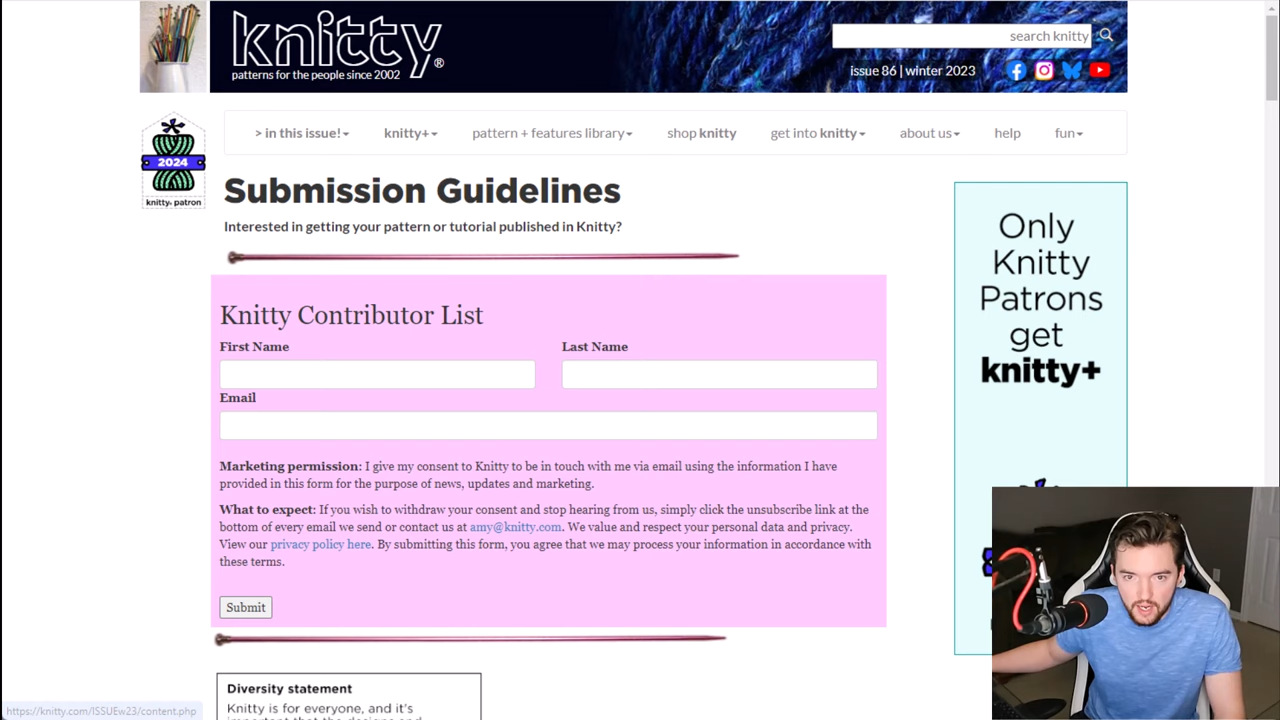 knitty®
patterns for the people since 2002
search knitty
issue 86 | winter 2023
2024
knitty® patron
> in this issue! knitty+ pattern + features library shop knitty get into knitty about us help fun
Submission Guidelines
Interested in getting your pattern or tutorial published in Knitty?
Knitty Contributor List
First Name Last Name
Email
Marketing permission: I give my consent to Knitty to be in touch with me via email using the information I have
provided in this form for the purpose of news, updates and marketing.
What to expect: If you wish to withdraw your consent and stop hearing from us, simply click the unsubscribe link at the
bottom of every email we send or contact us at amy@knitty.com. We value and respect your personal data and privacy.
View our privacy policy here. By submitting this form, you agree that we may process your information in accordance with
these terms.
Submit
Only
Knitty
Patrons
get
knitty+
Diversity statement
Knitty is for everyone, and it's
important that the designs and
https://knitty.com/ISSUEw23/content.php